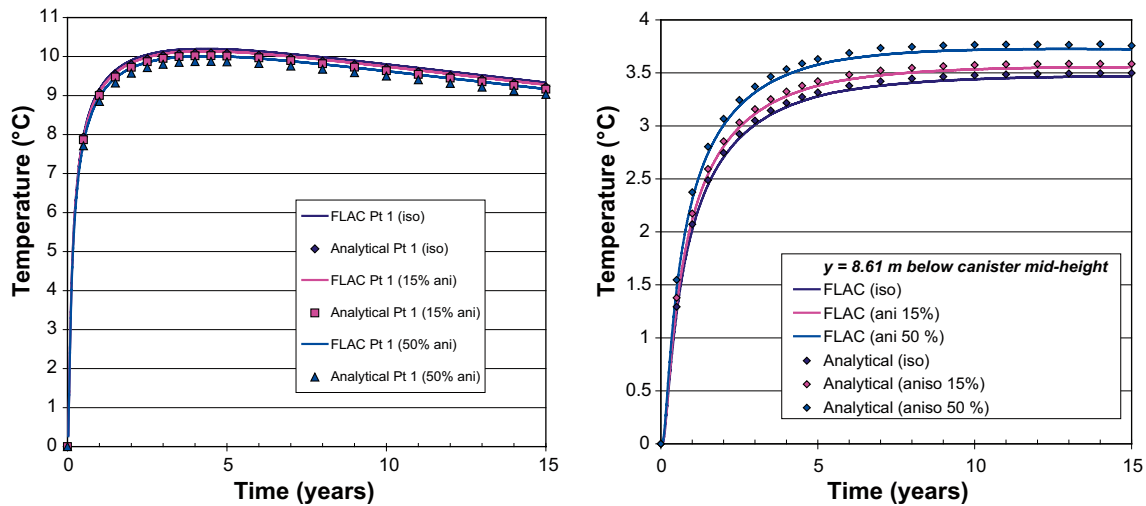 11
10
9
8
7
6
5
4
3
2
1
0
Temperature (°C)
FLAC Pt 1 (iso)
Analytical Pt 1 (iso)
FLAC Pt 1 (15% ani)
Analytical Pt 1 (15% ani)
FLAC Pt 1 (50% ani)
Analytical Pt 1 (50% ani)
0 5 10 15
Time (years)
4
3.5
3
2.5
2
1.5
1
0.5
0
Temperature (°C)
y = 8.61 m below canister mid-height
FLAC (iso)
FLAC (ani 15%)
FLAC (ani 50 %)
Analytical (iso)
Analytical (aniso 15%)
Analytical (aniso 50 %)
0 5 10 15
Time (years)